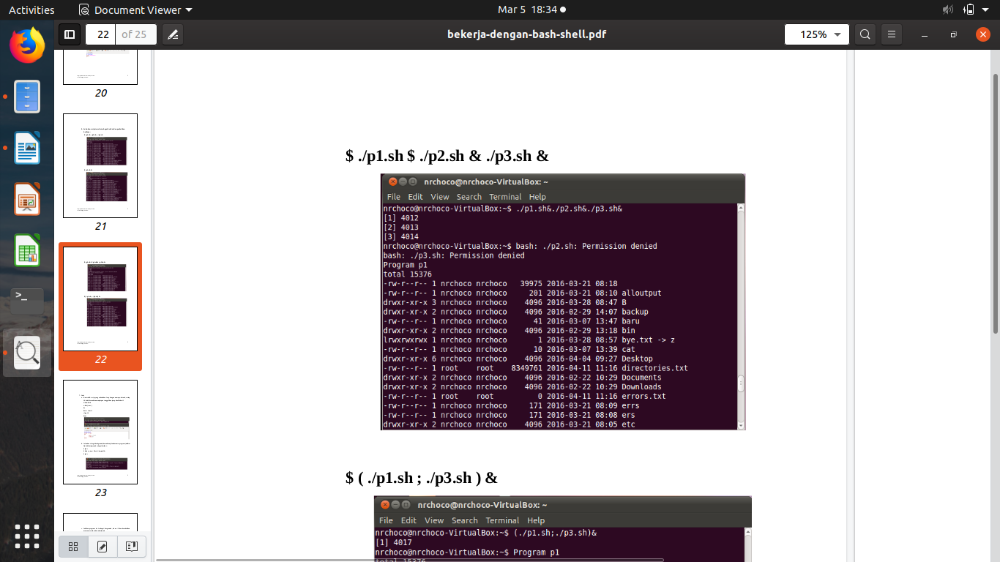 Activities Document Viewer Mar 5 18:34
22 of 25 bekerja-dengan-bash-shell.pdf 125%
20
21
22
23
$ ./p1.sh $ ./p2.sh & ./p3.sh &
nrchoco@nrchoco-VirtualBox: ~
File Edit View Search Terminal Help
nrchoco@nrchoco-VirtualBox:~$ ./p1.sh&./p2.sh&./p3.sh&
[1] 4012
[2] 4013
[3] 4014
nrchoco@nrchoco-VirtualBox:~$ bash: ./p2.sh: Permission denied
bash: ./p3.sh: Permission denied
Program p1
total 15376
-rw-r--r-- 1 nrchoco nrchoco 39975 2016-03-21 08:18
-rw-r--r-- 1 nrchoco nrchoco 201 2016-03-21 08:10 alloutput
drwxr-xr-x 3 nrchoco nrchoco 4096 2016-03-28 08:47 B
drwxr-xr-x 2 nrchoco nrchoco 4096 2016-02-29 14:07 backup
-rw-r--r-- 1 nrchoco nrchoco 41 2016-03-07 13:47 baru
drwxr-xr-x 2 nrchoco nrchoco 4096 2016-02-29 13:18 bin
lrwxrwxrwx 1 nrchoco nrchoco 1 2016-03-28 08:57 bye.txt -> z
-rw-r--r-- 1 nrchoco nrchoco 10 2016-03-07 13:39 cat
drwxr-xr-x 6 nrchoco nrchoco 4096 2016-04-04 09:27 Desktop
-rw-r--r-- 1 root root 8349761 2016-04-11 11:16 directories.txt
drwxr-xr-x 2 nrchoco nrchoco 4096 2016-02-22 10:29 Documents
drwxr-xr-x 2 nrchoco nrchoco 4096 2016-02-22 10:29 Downloads
-rw-r--r-- 1 root root 0 2016-04-11 11:16 errors.txt
-rw-r--r-- 1 nrchoco nrchoco 171 2016-03-21 08:09 errs
-rw-r--r-- 1 nrchoco nrchoco 171 2016-03-21 08:08 ers
drwxr-xr-x 2 nrchoco nrchoco 4096 2016-03-21 08:05 etc
$ ( ./p1.sh ; ./p3.sh ) &
nrchoco@nrchoco-VirtualBox: ~
File Edit View Search Terminal Help
nrchoco@nrchoco-VirtualBox:~$ (./p1.sh;./p3.sh)&
[1] 4017
nrchoco@nrchoco-VirtualBox:~$ Program p1
total 15376